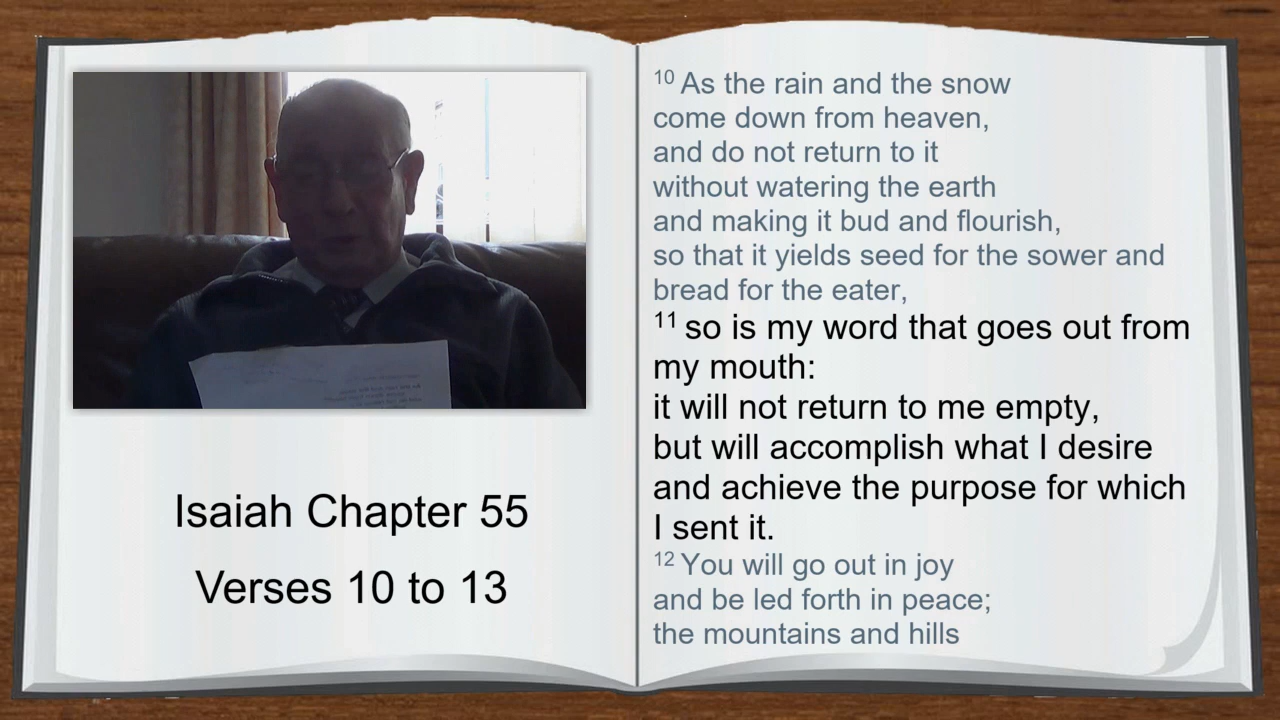 Isaiah Chapter 55
Verses 10 to 13
10 As the rain and the snow
come down from heaven,
and do not return to it
without watering the earth
and making it bud and flourish,
so that it yields seed for the sower and
bread for the eater,
11 so is my word that goes out from
my mouth:
it will not return to me empty,
but will accomplish what I desire
and achieve the purpose for which
I sent it.
12 You will go out in joy
and be led forth in peace;
the mountains and hills